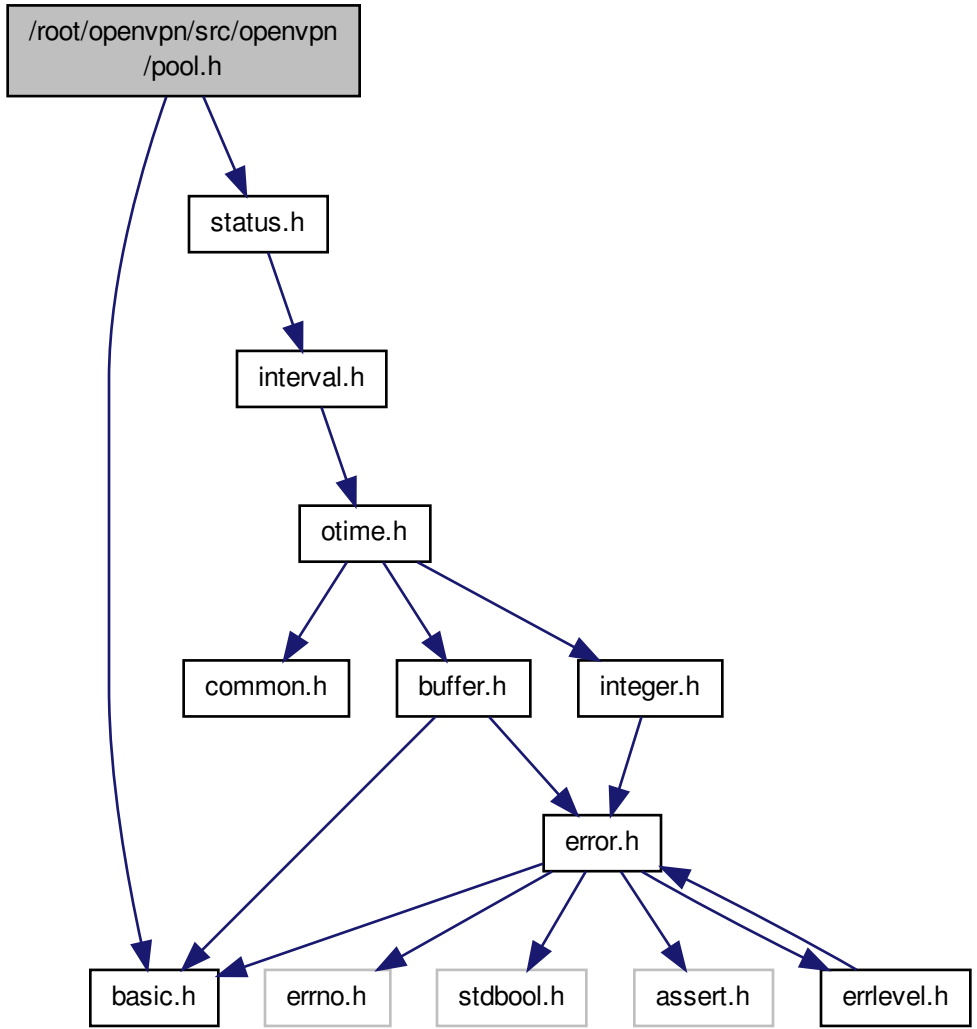 /root/openvpn/src/openvpn
/pool.h
status.h
interval.h
otime.h
common.h
buffer.h
integer.h
error.h
basic.h
errno.h
stdbool.h
assert.h
errlevel.h